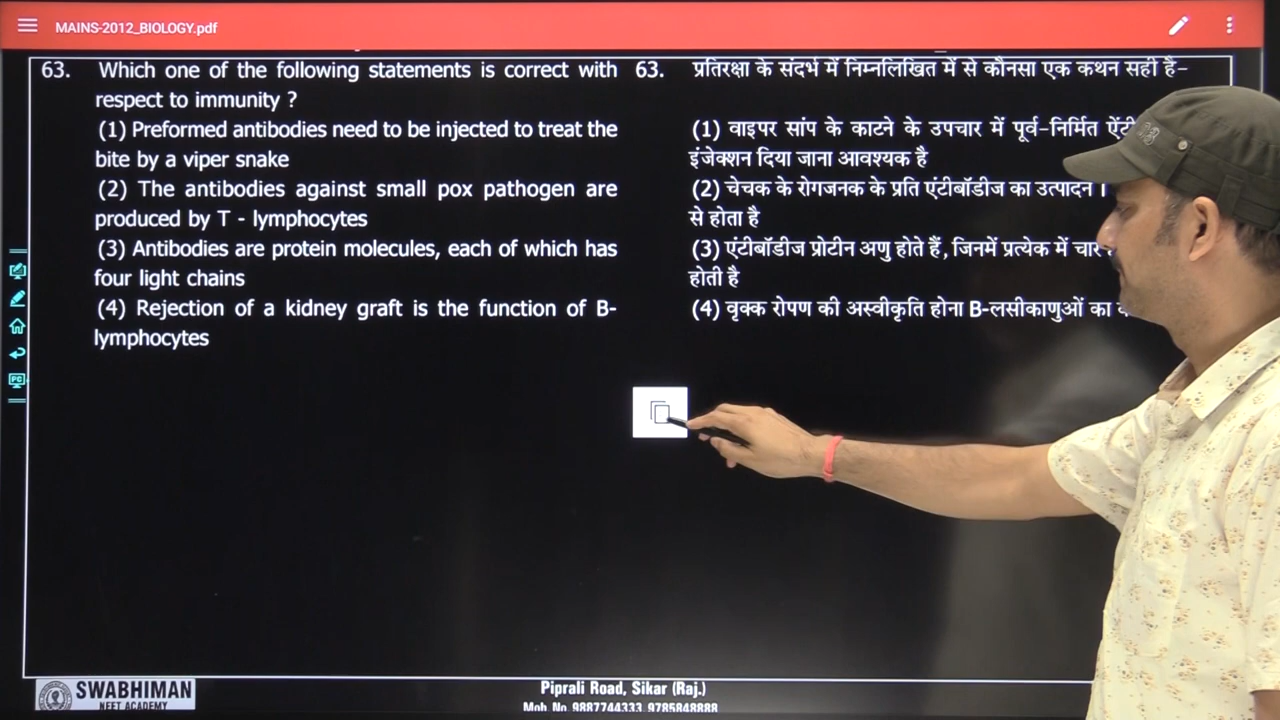 MAINS-2012_BIOLOGY.pdf
63. Which one of the following statements is correct with
respect to immunity ?
(1) Preformed antibodies need to be injected to treat the
bite by a viper snake
(2) The antibodies against small pox pathogen are
produced by T - lymphocytes
(3) Antibodies are protein molecules, each of which has
four light chains
(4) Rejection of a kidney graft is the function of B-
lymphocytes
63. प्रतिरक्षा के संदर्भ में निम्नलिखित में से कौनसा एक कथन सही है-
(1) वाइपर सांप के काटने के उपचार में पूर्व-निर्मित
इंजेक्शन दिया जाना आवश्यक है
(2) चेचक के रोगजनक के प्रति एंटीबॉडीज का उत्पादन
से होता है
(3) एंटीबॉडीज प्रोटीन अणु होते हैं, जिनमें प्रत्येक में चार
होती है
(4) वृक्क रोपण की अस्वीकृति होना B-लसीकाणुओं का
PC
SWABHIMAN
NEET ACADEMY
Piprali Road, Sikar (Raj.)
Mob. No. 9887744333, 9785848888